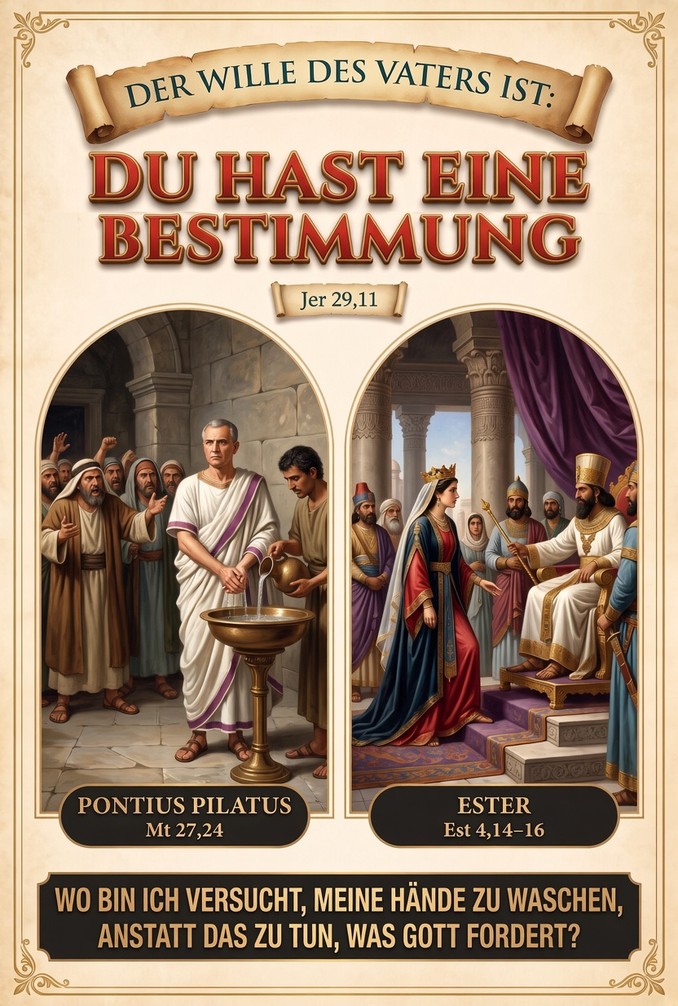 DER WILLE DES VATERS IST:
DU HAST EINE
BESTIMMUNG
Jer 29,11
PONTIUS PILATUS
Mt 27,24
ESTER
Est 4,14–16
WO BIN ICH VERSUCHT, MEINE HÄNDE ZU WASCHEN,
ANSTATT DAS ZU TUN, WAS GOTT FORDERT?